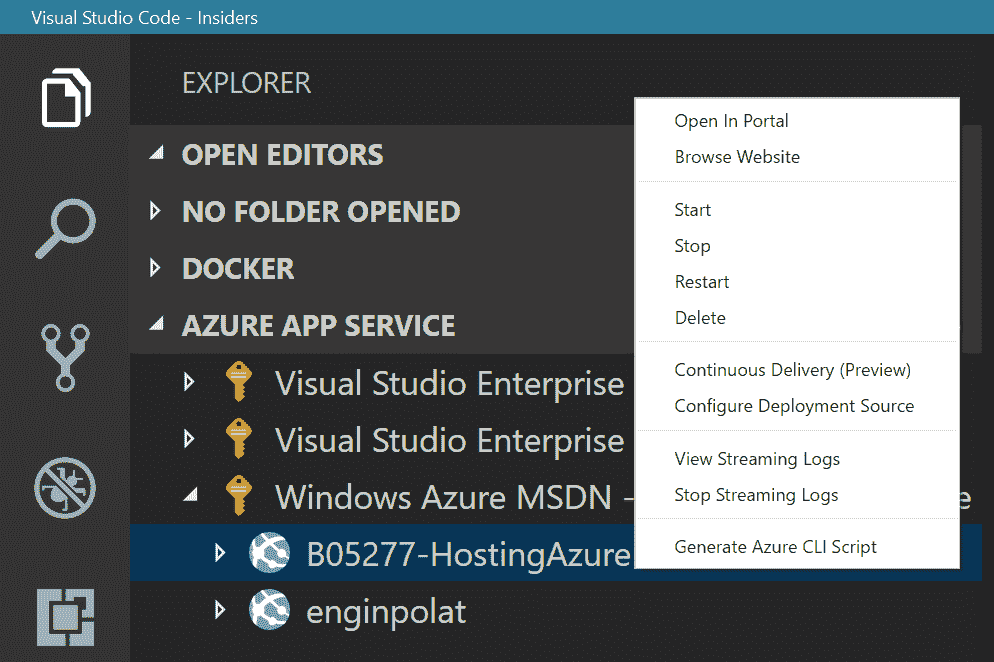 Visual Studio Code - Insiders
EXPLORER
OPEN EDITORS
NO FOLDER OPENED
DOCKER
AZURE APP SERVICE
Visual Studio Enterprise
Visual Studio Enterprise
Windows Azure MSDN -
B05277-HostingAzure
enginpolat
Open In Portal
Browse Website
Start
Stop
Restart
Delete
Continuous Delivery (Preview)
Configure Deployment Source
View Streaming Logs
Stop Streaming Logs
Generate Azure CLI Script